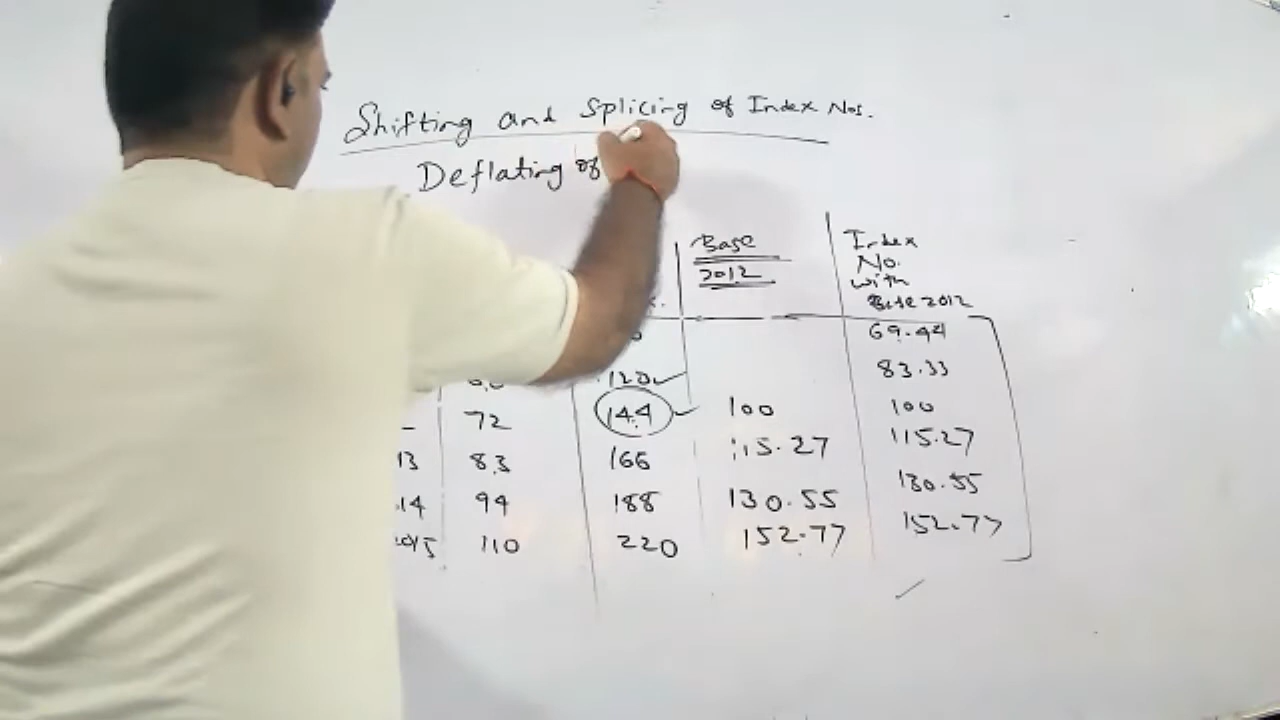 Shifting and Splicing of Index Nos.
Deflating of
Base
2012
Index
No.
with
Base 2012
69.44
120 83.33
72 144 100 100
13 83 166 115.27 115.27
14 94 188 130.55 130.55
2015 110 220 152.77 152.77